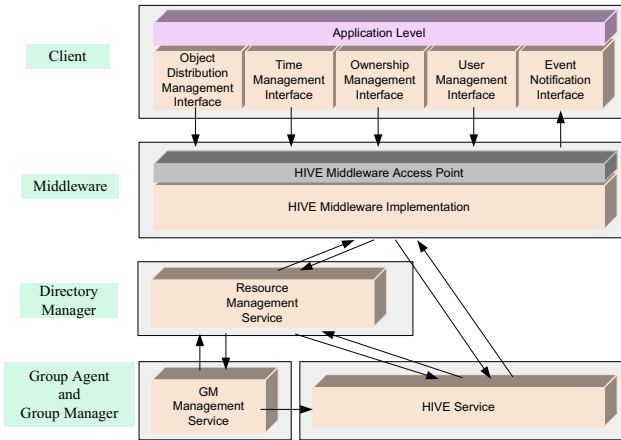 Client
Application Level
Object
Distribution
Management
Interface
Time
Management
Interface
Ownership
Management
Interface
User
Management
Interface
Event
Notification
Interface
Middleware
HIVE Middleware Access Point
HIVE Middleware Implementation
Directory
Manager
Resource
Management
Service
Group Agent
and
Group Manager
GM
Management
Service
HIVE Service